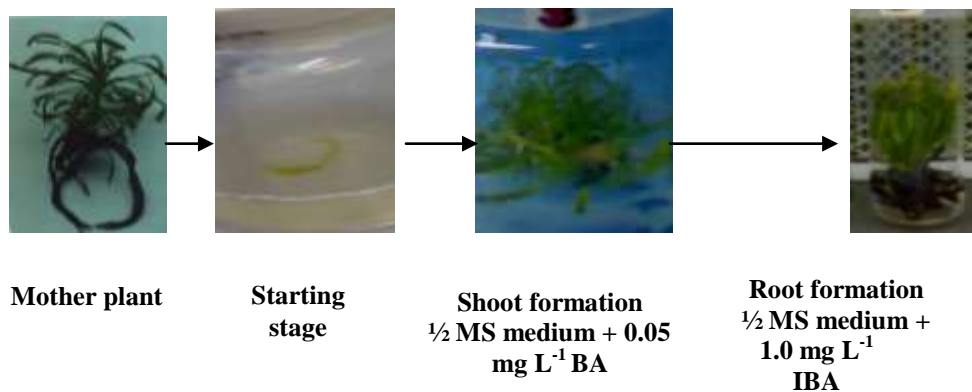 Mother plant
Starting
stage
Shoot formation
½ MS medium + 0.05
mg L⁻¹ BA
Root formation
½ MS medium +
1.0 mg L⁻¹
IBA